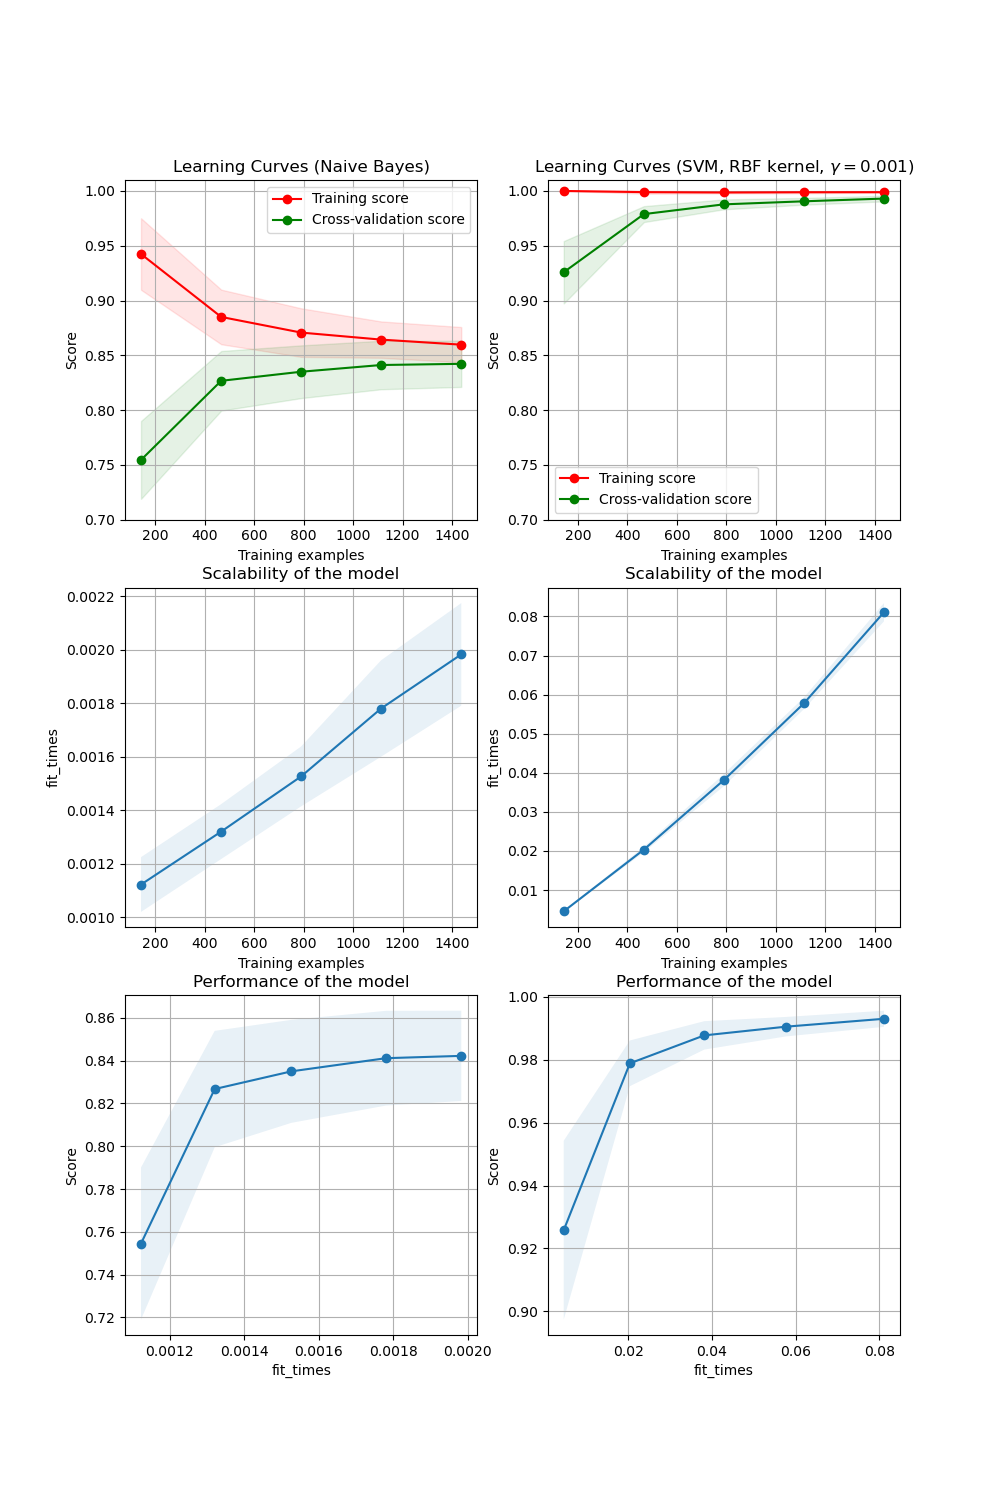 Learning Curves (Naive Bayes)
1.00
0.95
0.90
0.85
0.80
0.75
0.70
Score
Training score
Cross-validation score
200 400 600 800 1000 1200 1400
Training examples
Learning Curves (SVM, RBF kernel, γ = 0.001)
1.00
0.95
0.90
0.85
0.80
0.75
0.70
Score
Training score
Cross-validation score
200 400 600 800 1000 1200 1400
Training examples
Scalability of the model
0.0022
0.0020
0.0018
0.0016
0.0014
0.0012
0.0010
fit_times
200 400 600 800 1000 1200 1400
Training examples
Scalability of the model
0.08
0.07
0.06
0.05
0.04
0.03
0.02
0.01
fit_times
200 400 600 800 1000 1200 1400
Training examples
Performance of the model
0.86
0.84
0.82
0.80
0.78
0.76
0.74
0.72
Score
0.0012 0.0014 0.0016 0.0018 0.0020
fit_times
Performance of the model
1.00
0.98
0.96
0.94
0.92
0.90
Score
0.02 0.04 0.06 0.08
fit_times